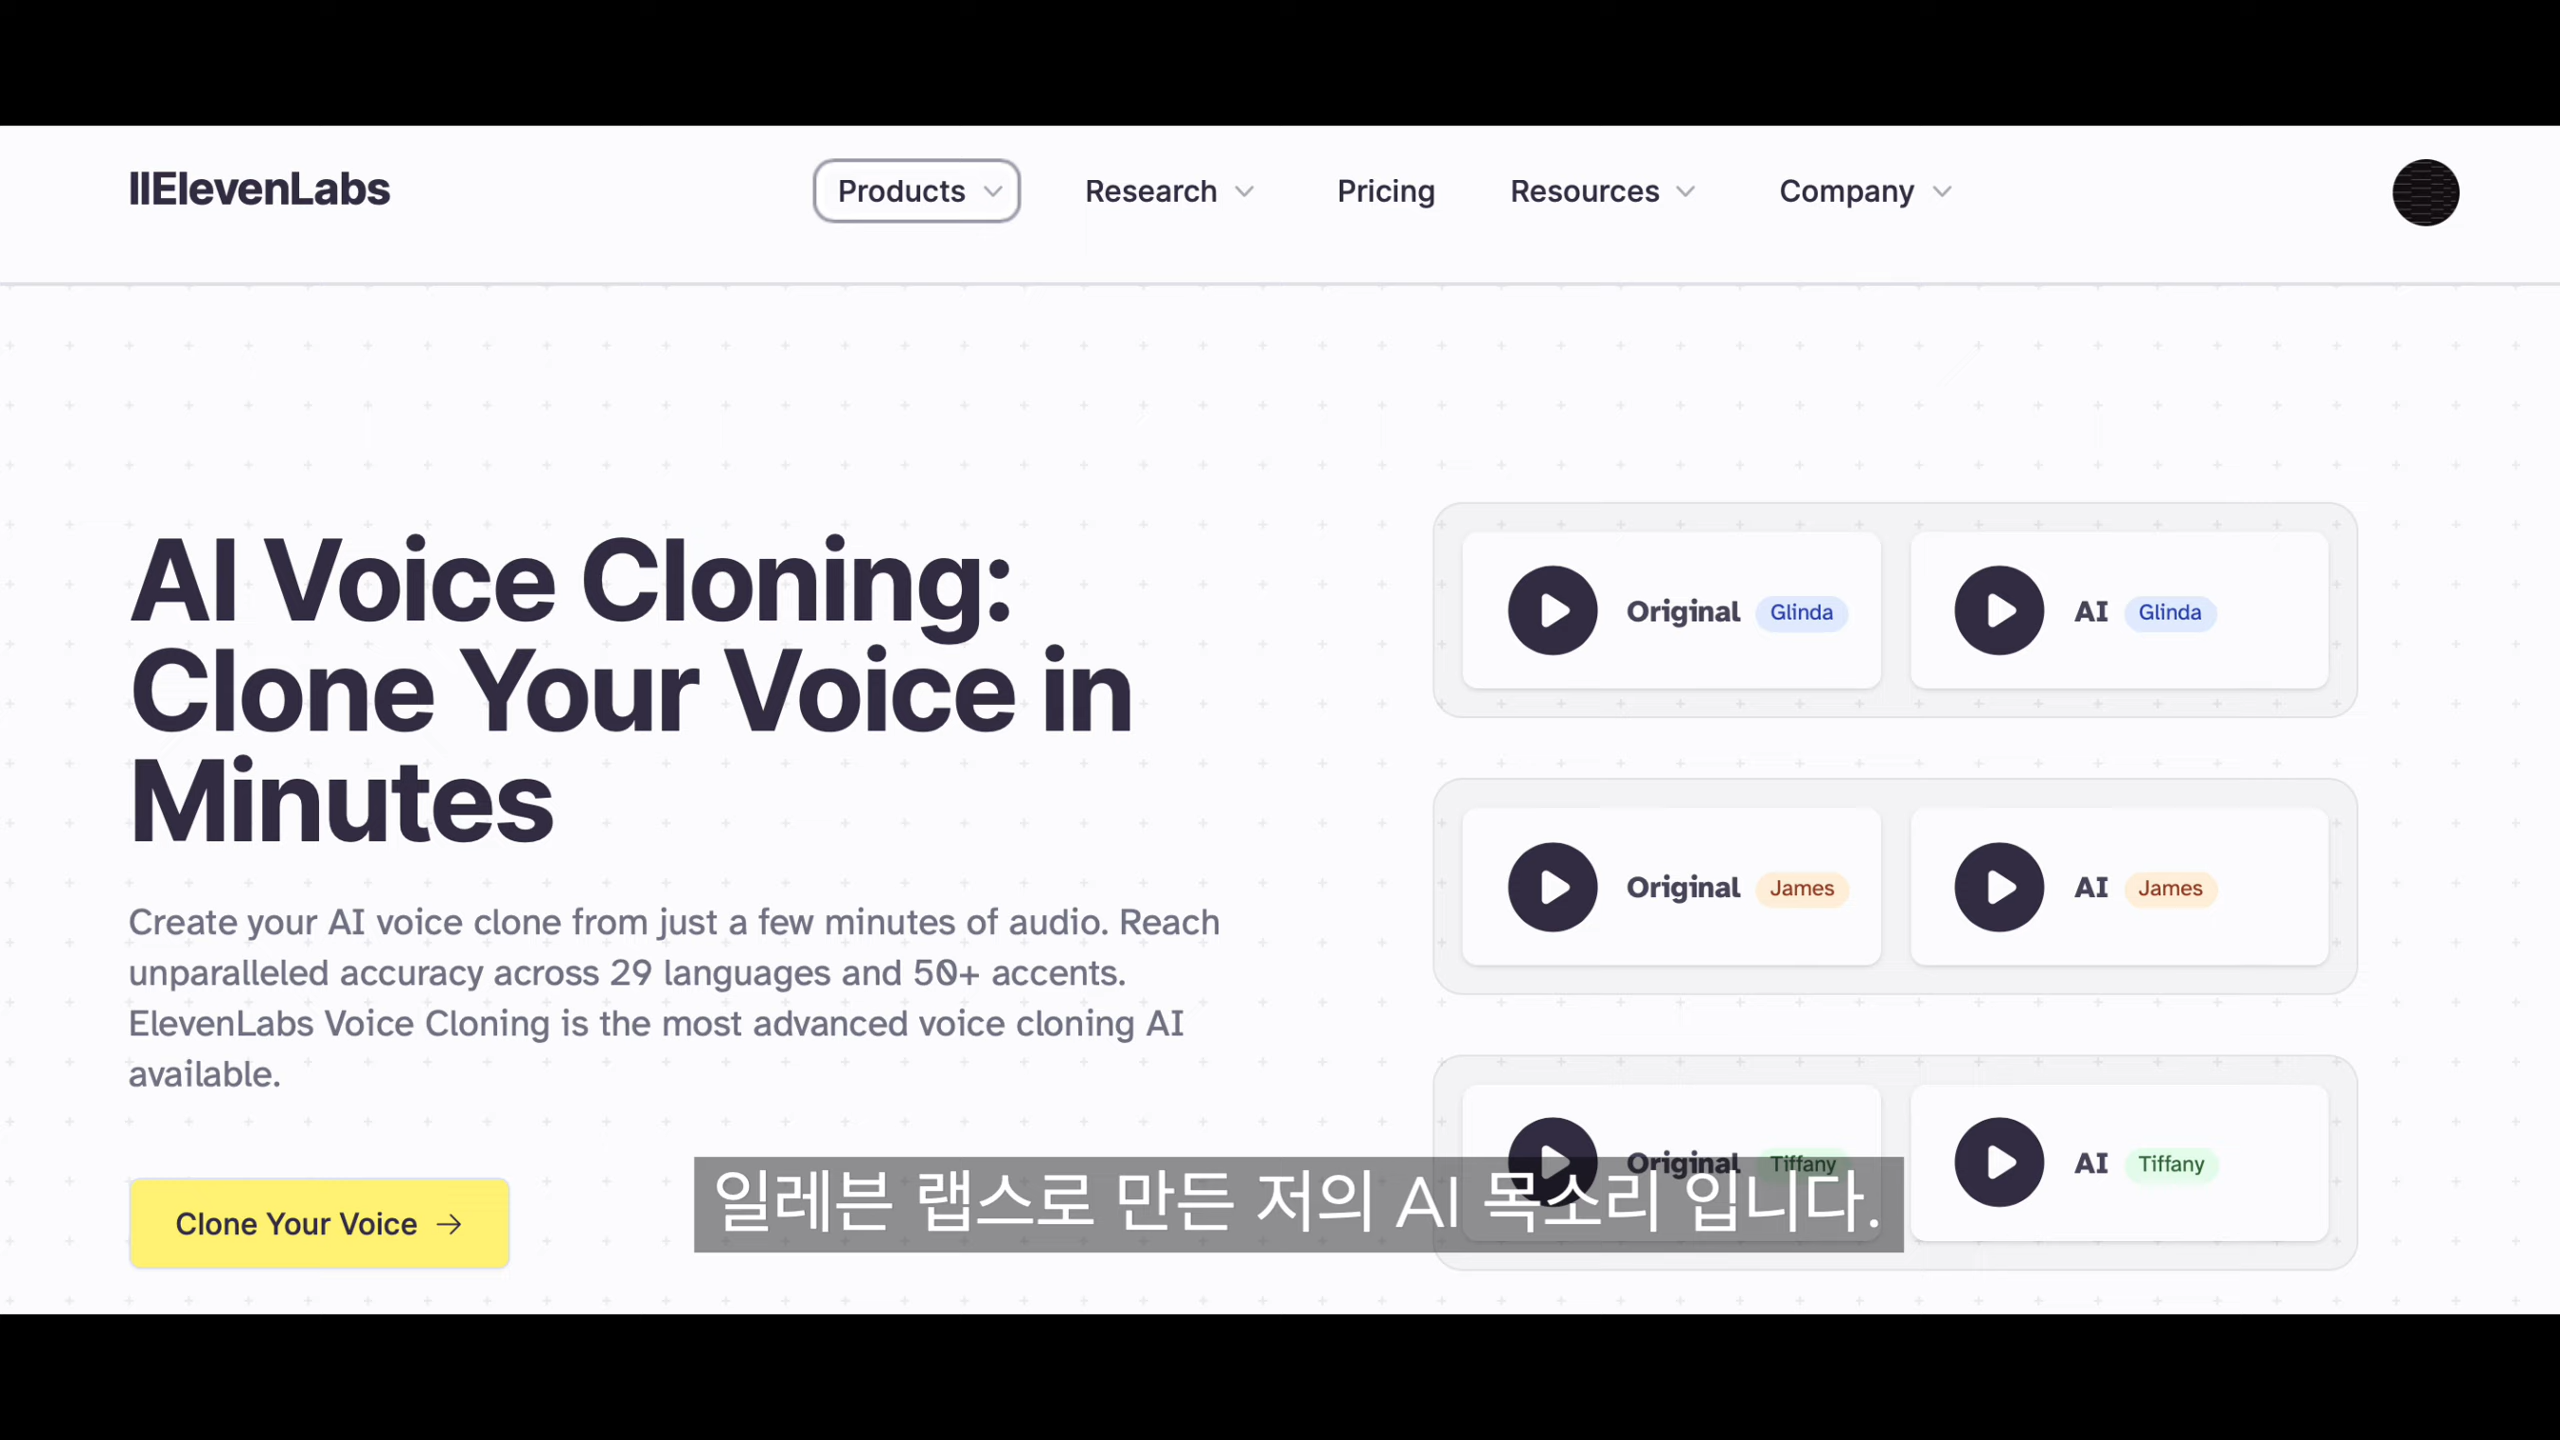 IIElevenLabs
Products
Research
Pricing
Resources
Company
AI Voice Cloning:
Clone Your Voice in
Minutes
Create your AI voice clone from just a few minutes of audio. Reach
unparalleled accuracy across 29 languages and 50+ accents.
ElevenLabs Voice Cloning is the most advanced voice cloning AI
available.
Clone Your Voice →
Original Glinda
AI Glinda
Original James
AI James
Original Tiffany
AI Tiffany
일레븐 랩스로 만든 저의 AI 목소리 입니다.